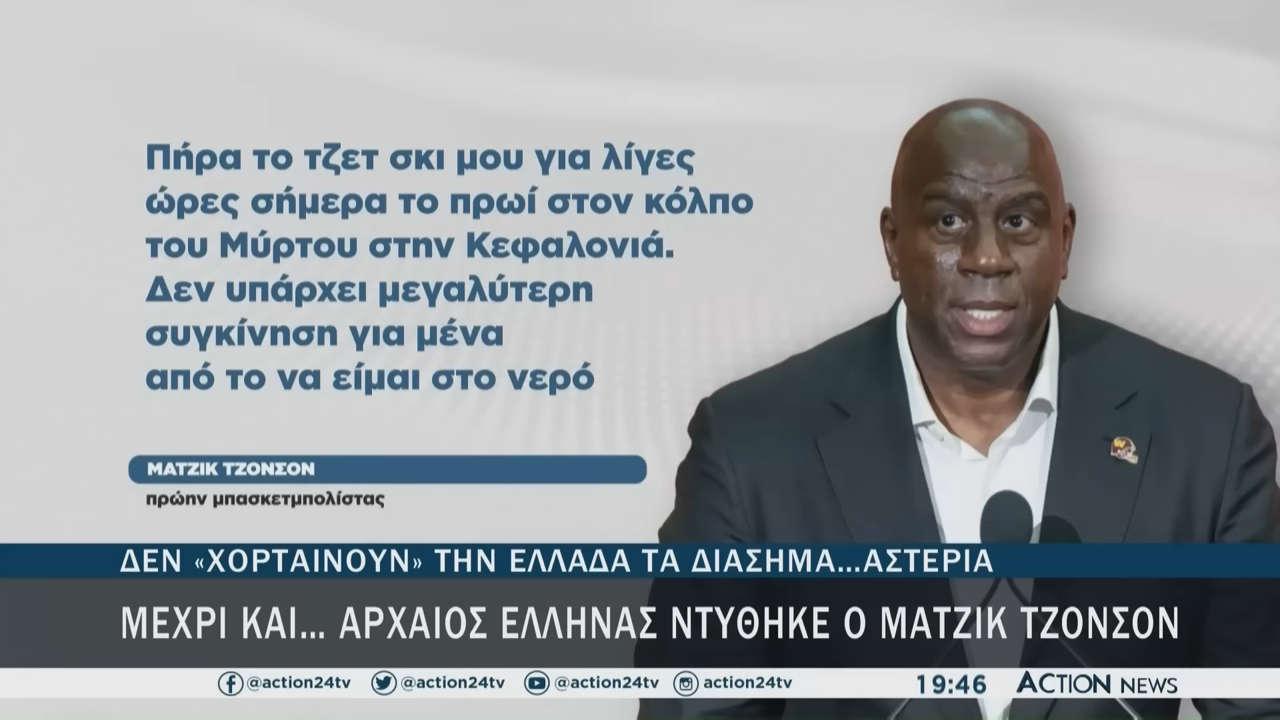 Πήρα το τζετ σκι μου για λίγες
ώρες σήμερα το πρωί στον κόλπο
του Μύρτου στην Κεφαλονιά.
Δεν υπάρχει μεγαλύτερη
συγκίνηση για μένα
από το να είμαι στο νερό
ΜΑΤΖΙΚ ΤΖΟΝΣΟΝ
πρώην μπασκετμπολίστας
ΔΕΝ «ΧΟΡΤΑΙΝΟΥΝ» ΤΗΝ ΕΛΛΑΔΑ ΤΑ ΔΙΑΣΗΜΑ...ΑΣΤΕΡΙΑ
ΜΕΧΡΙ ΚΑΙ... ΑΡΧΑΙΟΣ ΕΛΛΗΝΑΣ ΝΤΥΘΗΚΕ Ο ΜΑΤΖΙΚ ΤΖΟΝΣΟΝ
@action24tv @action24tv @action24tv action24tv 19:46 ACTION NEWS